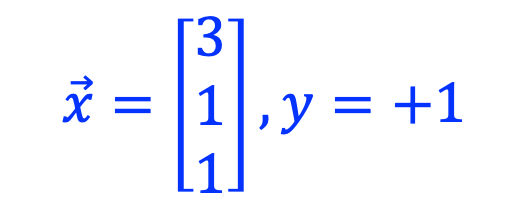 x⃗ = [3 1 1], y = +1